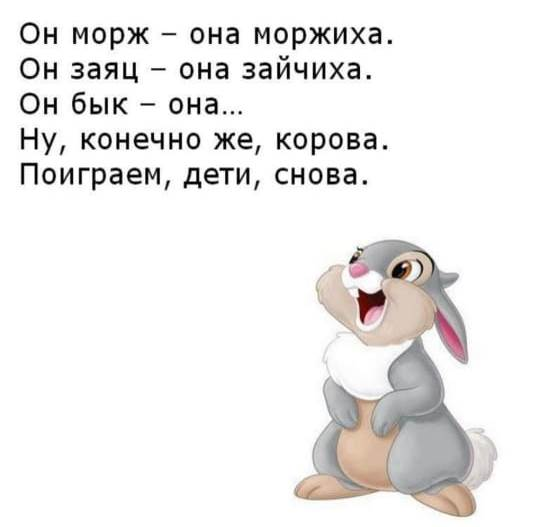 Он морж – она моржиха.
Он заяц – она зайчиха.
Он бык – она...
Ну, конечно же, корова.
Поиграем, дети, снова.